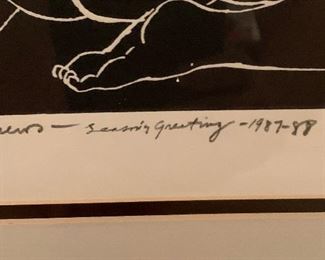 Season's Greeting - 1987-88